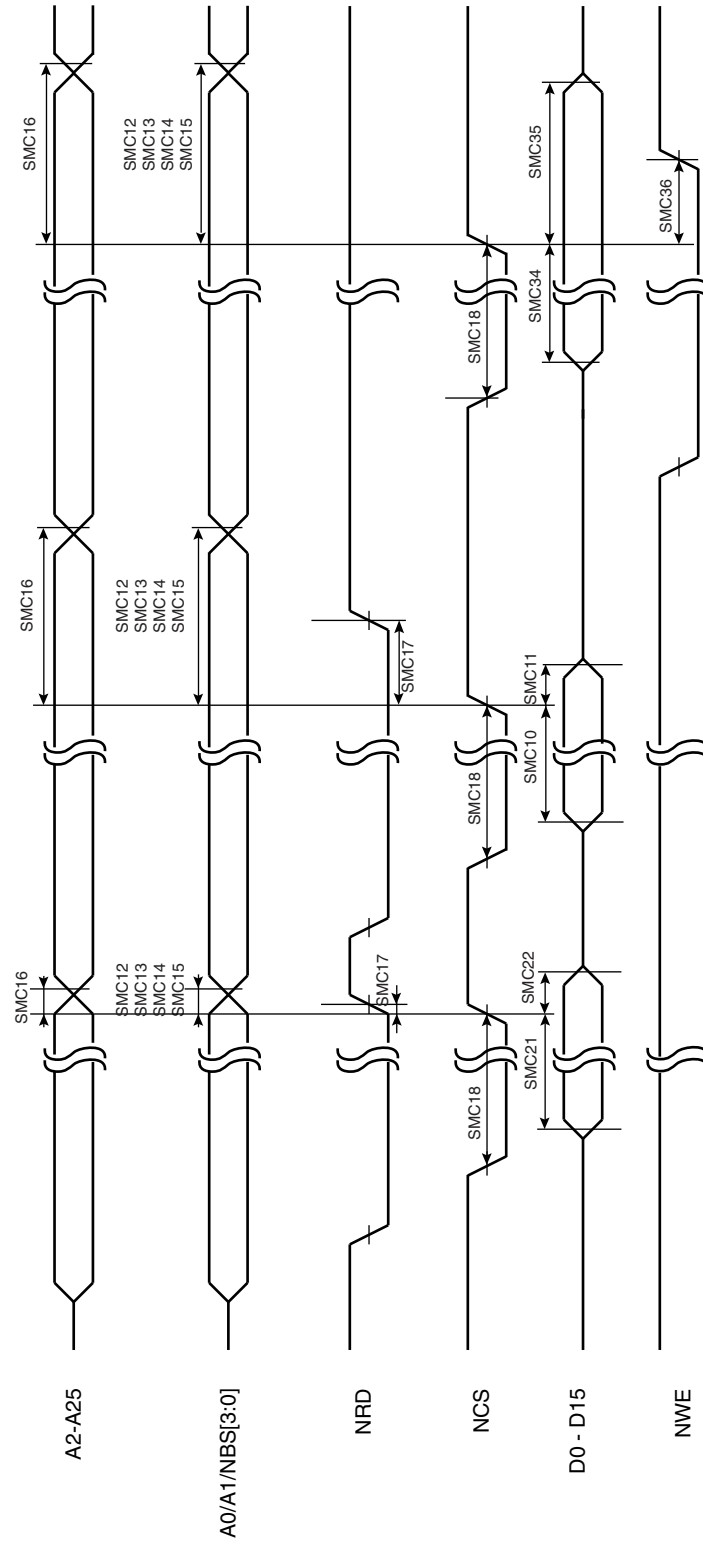 A2-A25
SMC16
SMC16
SMC16
A0/A1/NBS[3:0]
SMC12
SMC13
SMC14
SMC15
SMC12
SMC13
SMC14
SMC15
SMC12
SMC13
SMC14
SMC15
NRD
SMC17
SMC17
NCS
SMC18
SMC18
SMC18
D0 - D15
SMC21
SMC22
SMC10
SMC11
SMC34
SMC35
NWE
SMC36